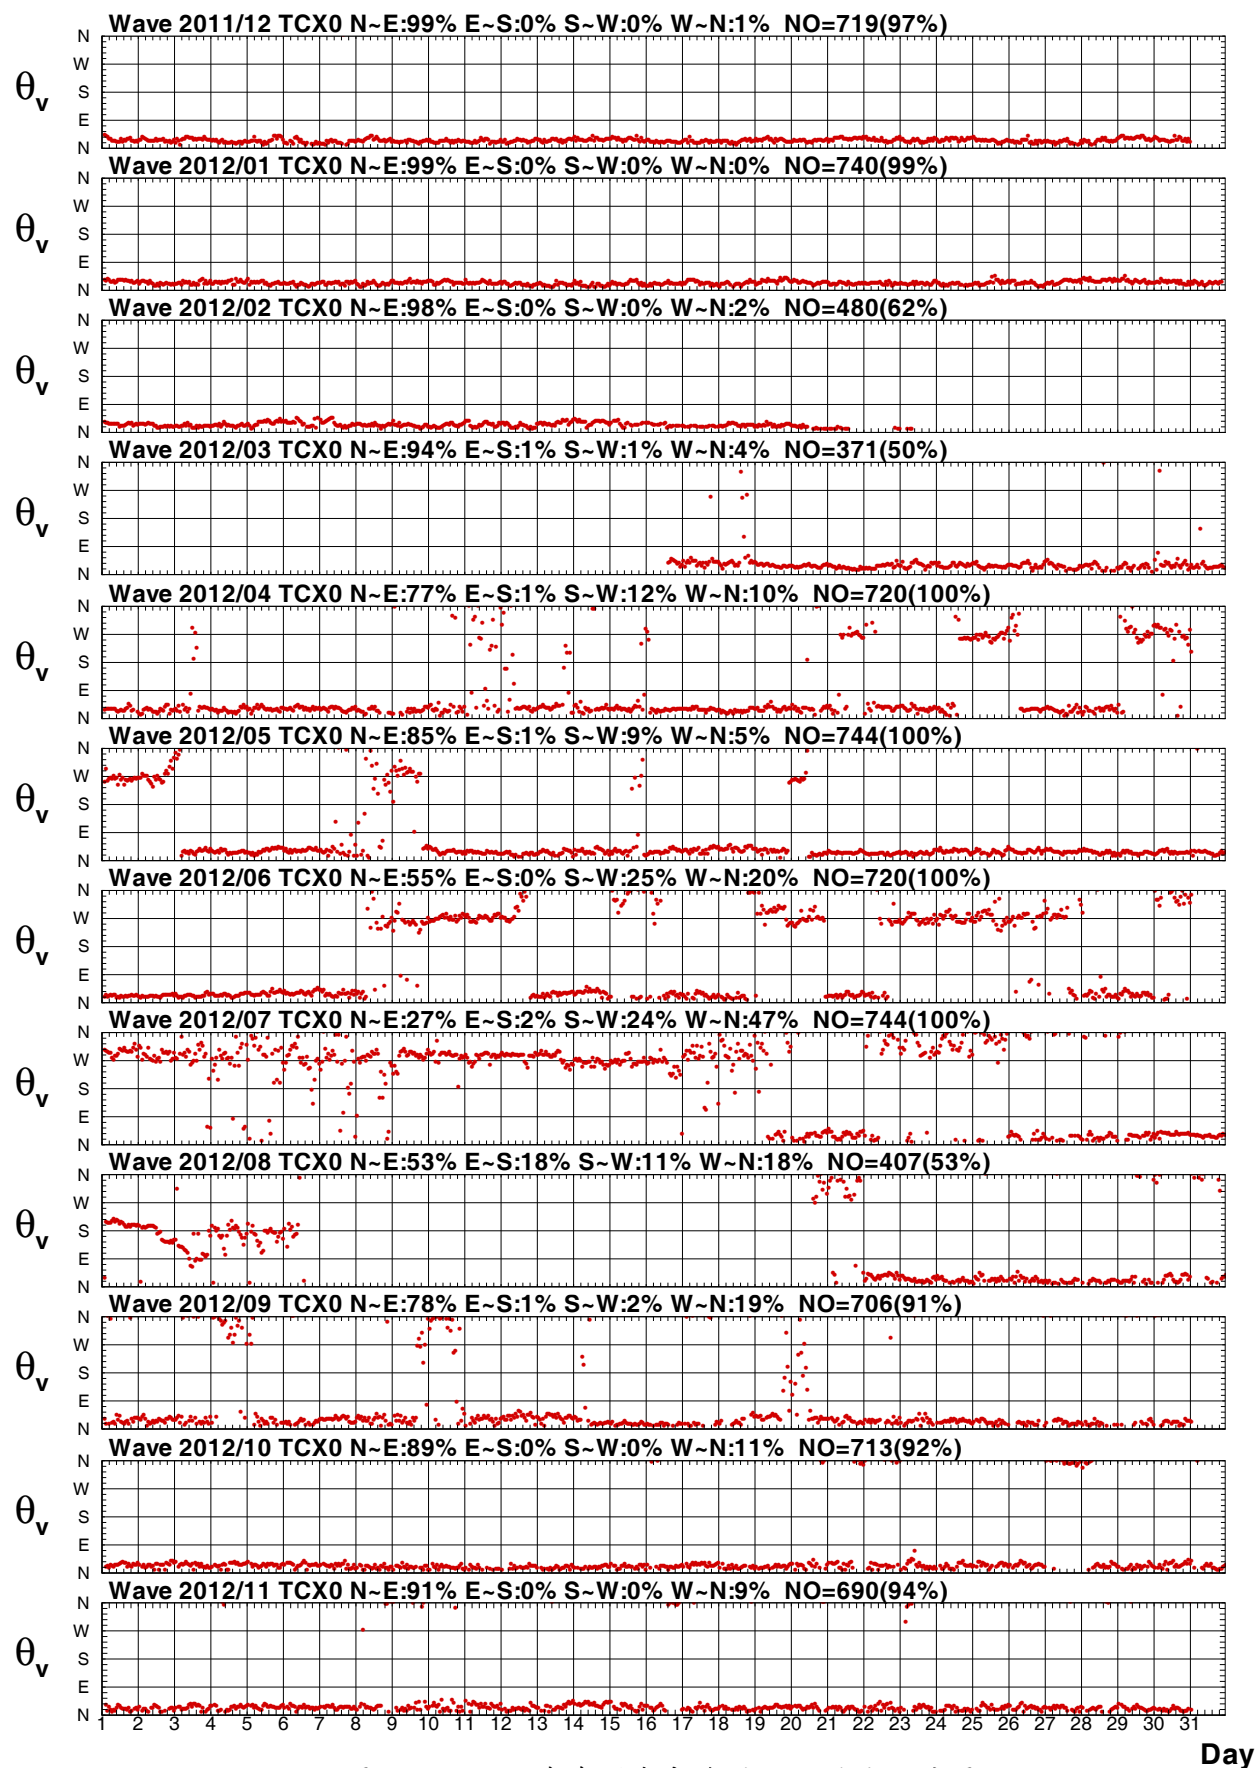 Wave 2011/12 TCX0 N~E:99% E~S:0% S~W:0% W~N:1% NO=719(97%)
N
W
S
E
N
θv
Wave 2012/01 TCX0 N~E:99% E~S:0% S~W:0% W~N:0% NO=740(99%)
N
W
S
E
N
θv
Wave 2012/02 TCX0 N~E:98% E~S:0% S~W:0% W~N:2% NO=480(62%)
N
W
S
E
N
θv
Wave 2012/03 TCX0 N~E:94% E~S:1% S~W:1% W~N:4% NO=371(50%)
N
W
S
E
N
θv
Wave 2012/04 TCX0 N~E:77% E~S:1% S~W:12% W~N:10% NO=720(100%)
N
W
S
E
N
θv
Wave 2012/05 TCX0 N~E:85% E~S:1% S~W:9% W~N:5% NO=744(100%)
N
W
S
E
N
θv
Wave 2012/06 TCX0 N~E:55% E~S:0% S~W:25% W~N:20% NO=720(100%)
N
W
S
E
N
θv
Wave 2012/07 TCX0 N~E:27% E~S:2% S~W:24% W~N:47% NO=744(100%)
N
W
S
E
N
θv
Wave 2012/08 TCX0 N~E:53% E~S:18% S~W:11% W~N:18% NO=407(53%)
N
W
S
E
N
θv
Wave 2012/09 TCX0 N~E:78% E~S:1% S~W:2% W~N:19% NO=706(91%)
N
W
S
E
N
θv
Wave 2012/10 TCX0 N~E:89% E~S:0% S~W:0% W~N:11% NO=713(92%)
N
W
S
E
N
θv
Wave 2012/11 TCX0 N~E:91% E~S:0% S~W:0% W~N:9% NO=690(94%)
N
W
S
E
N
θv
1 2 3 4 5 6 7 8 9 10 11 12 13 14 15 16 17 18 19 20 21 22 23 24 25 26 27 28 29 30 31
Day